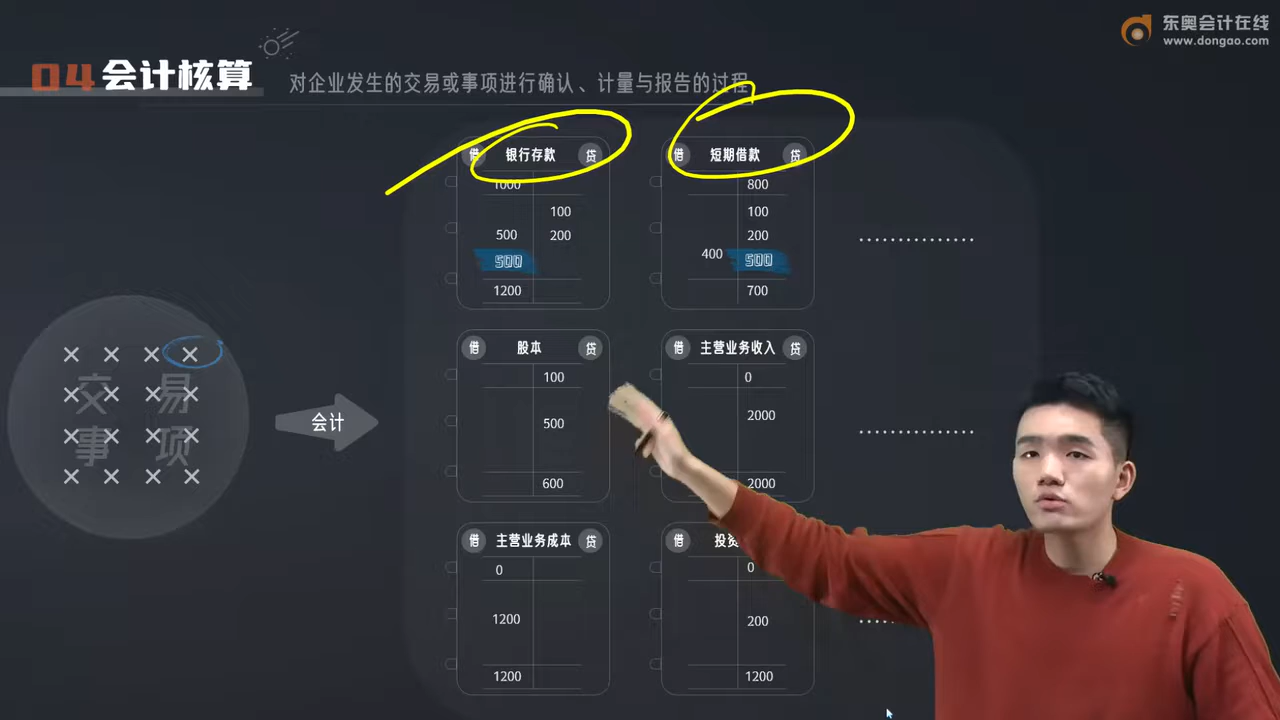 东奥会计在线
www.dongao.com
04 会计核算
对企业发生的交易或事项进行确认、计量与报告的过程
借 银行存款 贷
1000
100
500 200
500
1200
借 短期借款 贷
800
100
200
400 500
700
交易
事项
会计
借 股本 贷
100
500
600
借 主营业务收入 贷
0
2000
2000
借 主营业务成本 贷
0
1200
1200
借 投资
0
200
1200